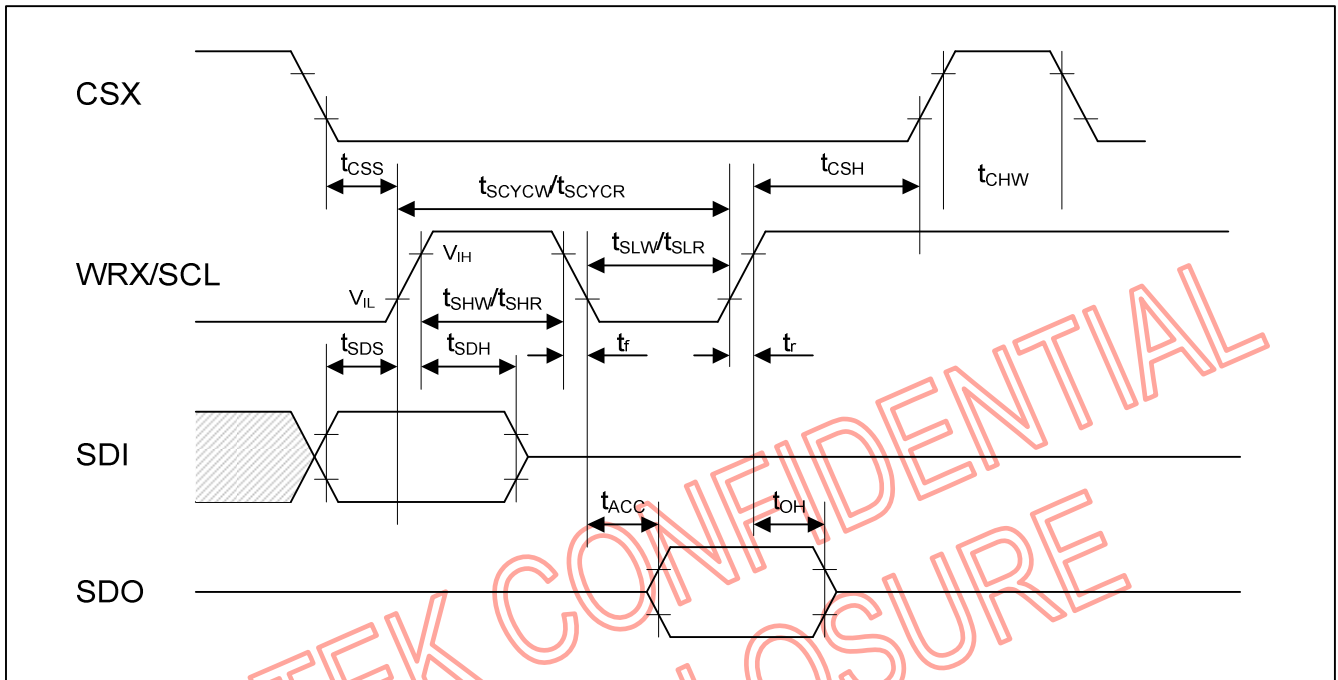 CSX
tCSS
tSCYCW/tSCYCR
tCSH
tCHW
WRX/SCL
VIH
VIL
tSLW/tSLR
tSHW/tSHR
tSDS
tSDH
tf
tr
SDI
tACC
tOH
SDO
TEK CONFIDENTIAL
LOSURE